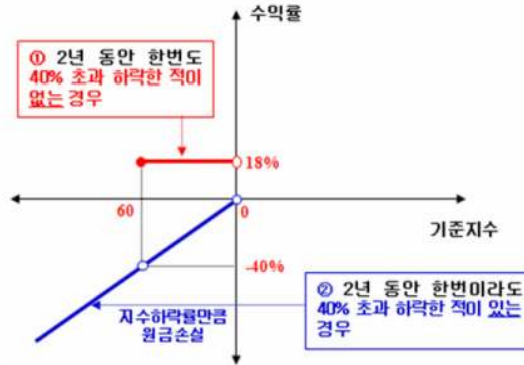 수익률
① 2년 동안 한번도
40% 초과 하락한 적이
없는 경우
18%
60
0
기준지수
-40%
② 2년 동안 한번이라도
40% 초과 하락한 적이 있는
경우
지수하락률만큼
원금손실